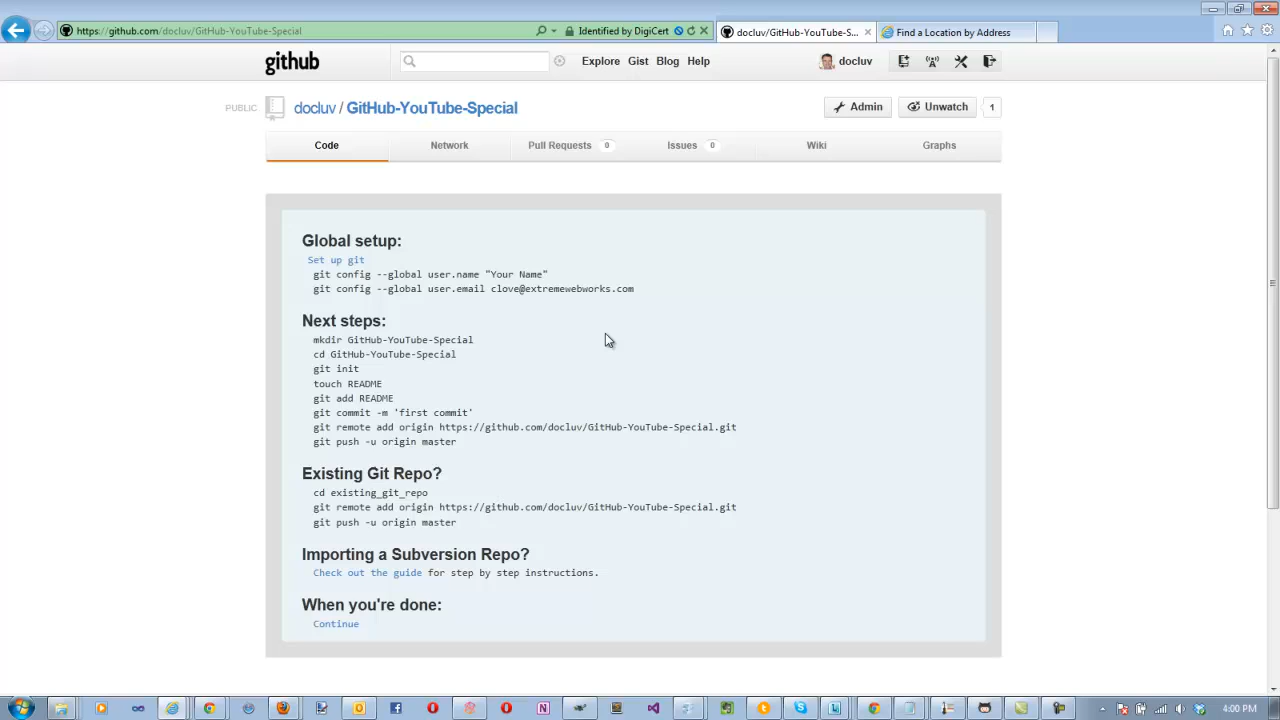 https://github.com/docluv/GitHub-YouTube-Special
Identified by DigiCert
docluv/GitHub-YouTube-S...
Find a Location by Address
github
Explore Gist Blog Help
docluv
PUBLIC
docluv / GitHub-YouTube-Special
Admin
Unwatch
1
Code
Network
Pull Requests 0
Issues 0
Wiki
Graphs
Global setup:
Set up git
git config --global user.name "Your Name"
git config --global user.email clove@extremewebworks.com
Next steps:
mkdir GitHub-YouTube-Special
cd GitHub-YouTube-Special
git init
touch README
git add README
git commit -m 'first commit'
git remote add origin https://github.com/docluv/GitHub-YouTube-Special.git
git push -u origin master
Existing Git Repo?
cd existing_git_repo
git remote add origin https://github.com/docluv/GitHub-YouTube-Special.git
git push -u origin master
Importing a Subversion Repo?
Check out the guide for step by step instructions.
When you're done:
Continue
4:00 PM